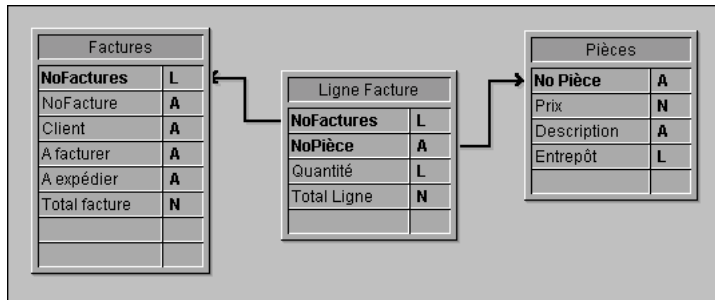 Factures
NoFactures L
NoFacture A
Client A
A facturer A
A expédier A
Total facture N
Ligne Facture
NoFactures L
NoPièce A
Quantité L
Total Ligne N
Pièces
No Pièce A
Prix N
Description A
Entrepôt L